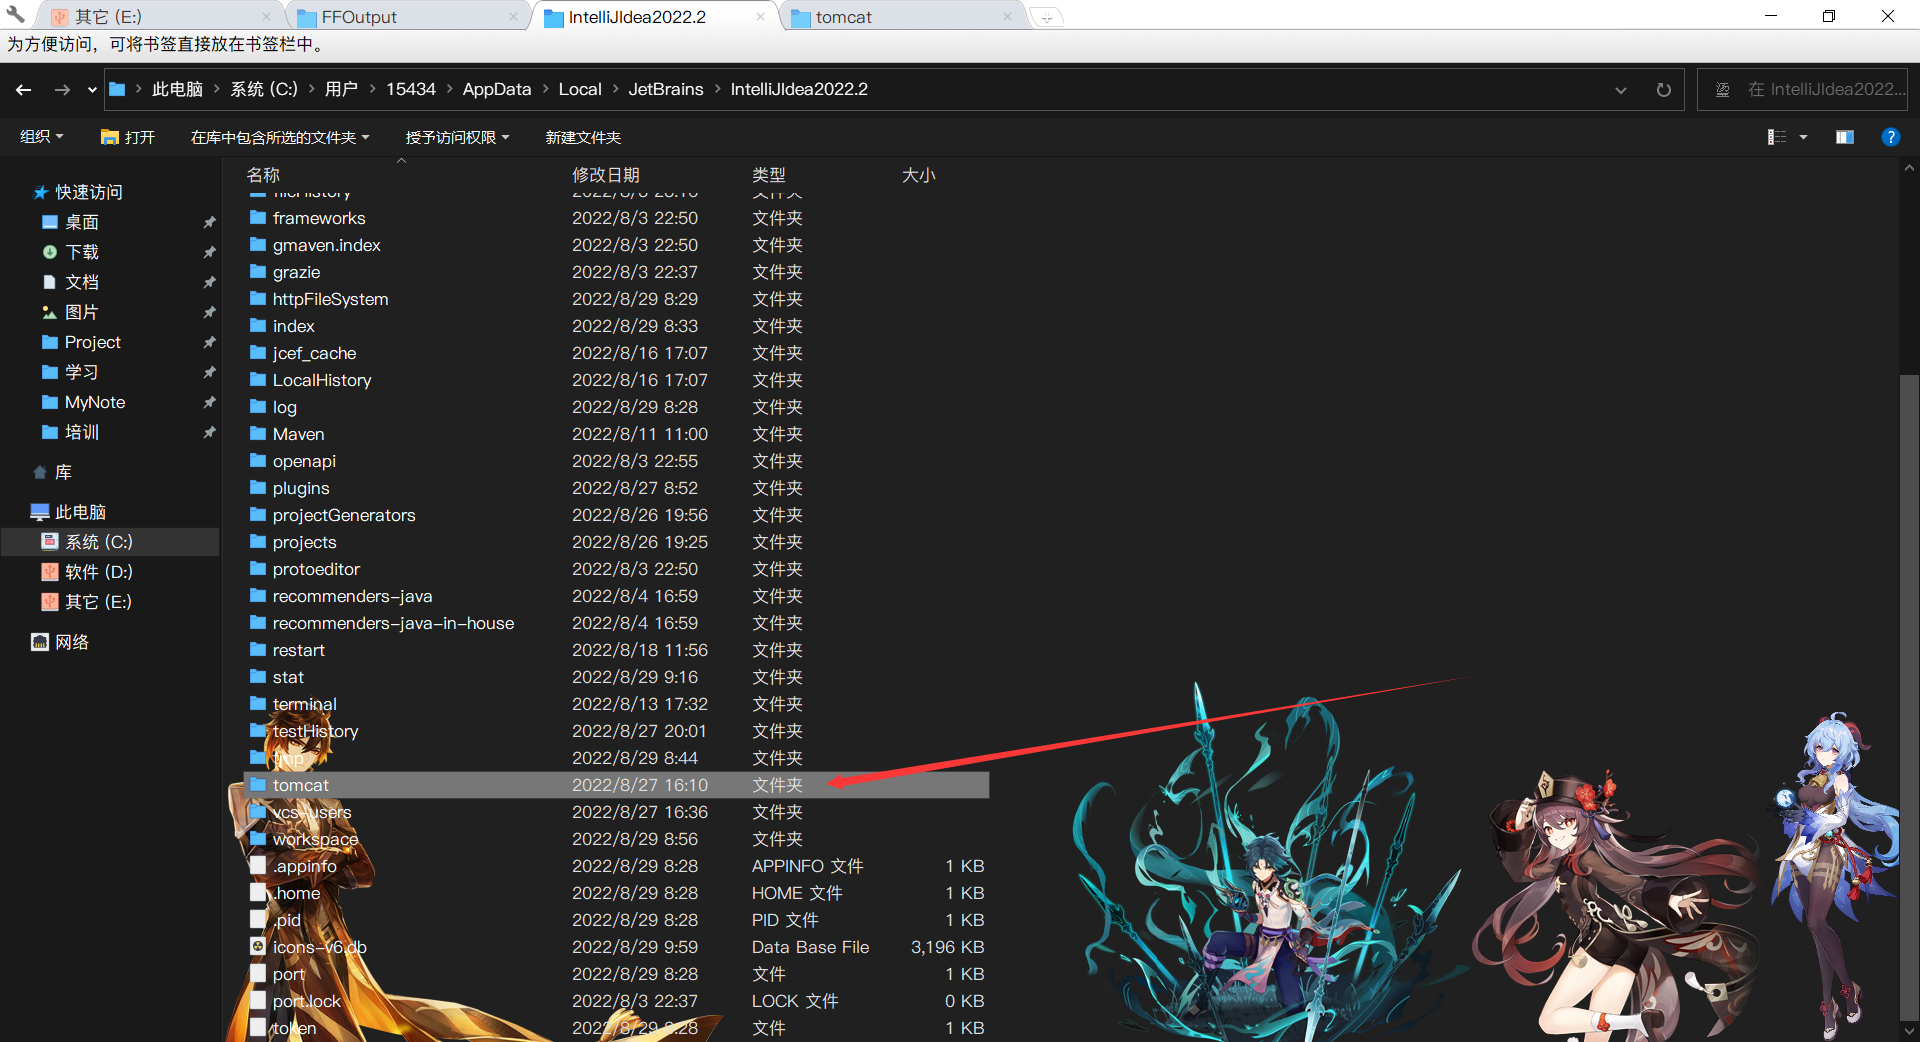 其它 (E:)
FFOutput
IntelliJIdea2022.2
tomcat
为方便访问，可将书签直接放在书签栏中。
此电脑 › 系统 (C:) › 用户 › 15434 › AppData › Local › JetBrains › IntelliJIdea2022.2
在 IntelliJIdea2022...
组织
打开
在库中包含所选的文件夹
授予访问权限
新建文件夹
快速访问
桌面
下载
文档
图片
Project
学习
MyNote
培训
库
此电脑
系统 (C:)
软件 (D:)
其它 (E:)
网络
名称 修改日期 类型 大小
frameworks 2022/8/3 22:50 文件夹
gmaven.index 2022/8/3 22:50 文件夹
grazie 2022/8/3 22:37 文件夹
httpFileSystem 2022/8/29 8:29 文件夹
index 2022/8/29 8:33 文件夹
jcef_cache 2022/8/16 17:07 文件夹
LocalHistory 2022/8/16 17:07 文件夹
log 2022/8/29 8:28 文件夹
Maven 2022/8/11 11:00 文件夹
openapi 2022/8/3 22:55 文件夹
plugins 2022/8/27 8:52 文件夹
projectGenerators 2022/8/26 19:56 文件夹
projects 2022/8/26 19:25 文件夹
protoeditor 2022/8/3 22:50 文件夹
recommenders-java 2022/8/4 16:59 文件夹
recommenders-java-in-house 2022/8/4 16:59 文件夹
restart 2022/8/18 11:56 文件夹
stat 2022/8/29 9:16 文件夹
terminal 2022/8/13 17:32 文件夹
testHistory 2022/8/27 20:01 文件夹
tmp 2022/8/29 8:44 文件夹
tomcat 2022/8/27 16:10 文件夹
vcs-users 2022/8/27 16:36 文件夹
workspace 2022/8/29 8:56 文件夹
.appinfo 2022/8/29 8:28 APPINFO 文件 1 KB
.home 2022/8/29 8:28 HOME 文件 1 KB
.pid 2022/8/29 8:28 PID 文件 1 KB
icons-v6.db 2022/8/29 9:59 Data Base File 3,196 KB
port 2022/8/29 8:28 文件 1 KB
port.lock 2022/8/3 22:37 LOCK 文件 0 KB
token 2022/8/29 8:28 文件 1 KB